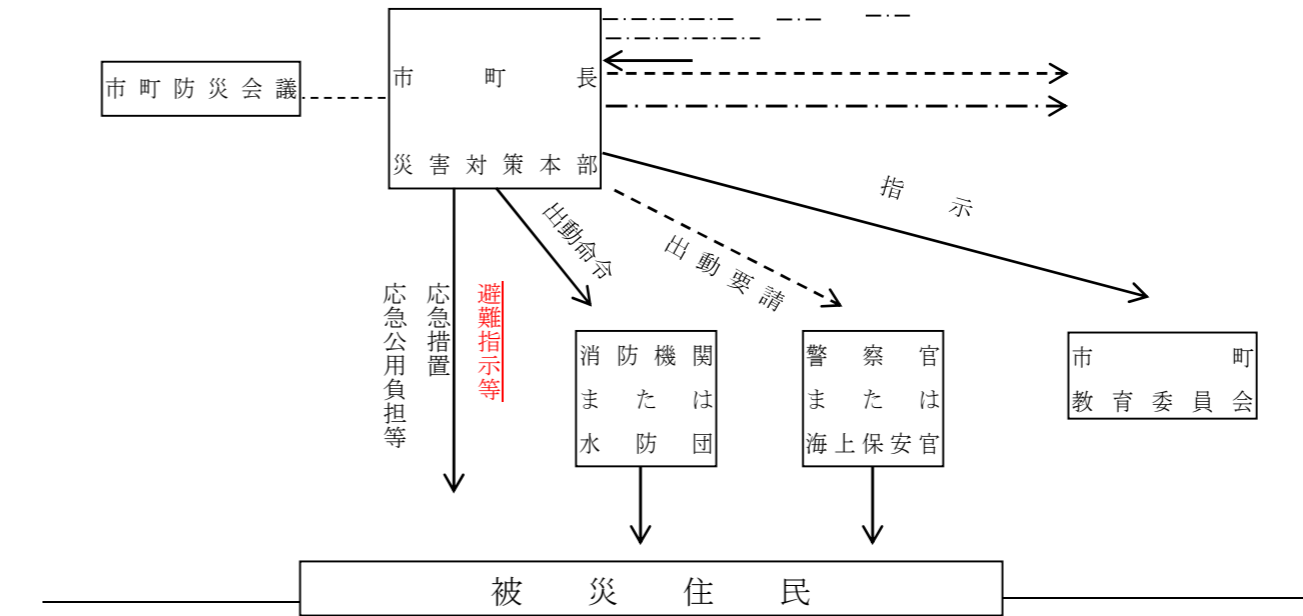 市町防災会議
市町長
災害対策本部
指示
出動命令
出動要請
避難指示等
応急措置
応急公用負担等
消防機関
または
水防団
警察官
または
海上保安官
市町
教育委員会
被災住民